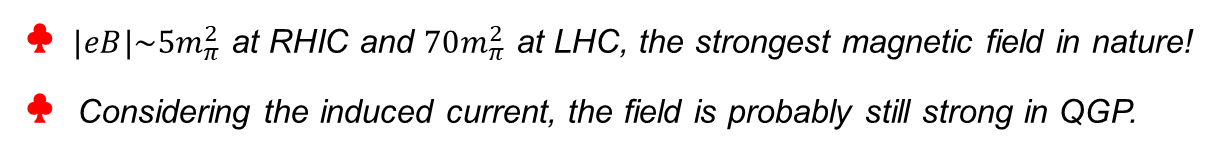 ♣ |eB|~5m_π^2 at RHIC and 70m_π^2 at LHC, the strongest magnetic field in nature!
♣ Considering the induced current, the field is probably still strong in QGP.